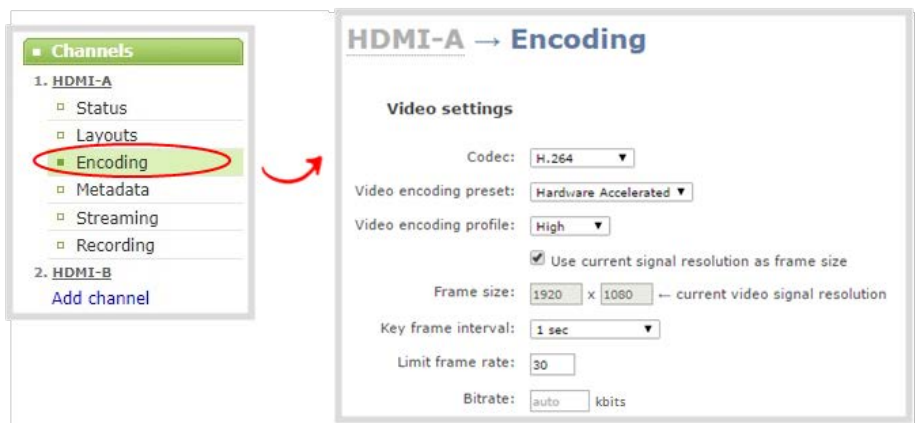 Channels
1. HDMI-A
Status
Layouts
Encoding
Metadata
Streaming
Recording
2. HDMI-B
Add channel
HDMI-A → Encoding
Video settings
Codec: H.264
Video encoding preset: Hardware Accelerated
Video encoding profile: High
Use current signal resolution as frame size
Frame size: 1920 x 1080 ← current video signal resolution
Key frame interval: 1 sec
Limit frame rate: 30
Bitrate: auto kbits